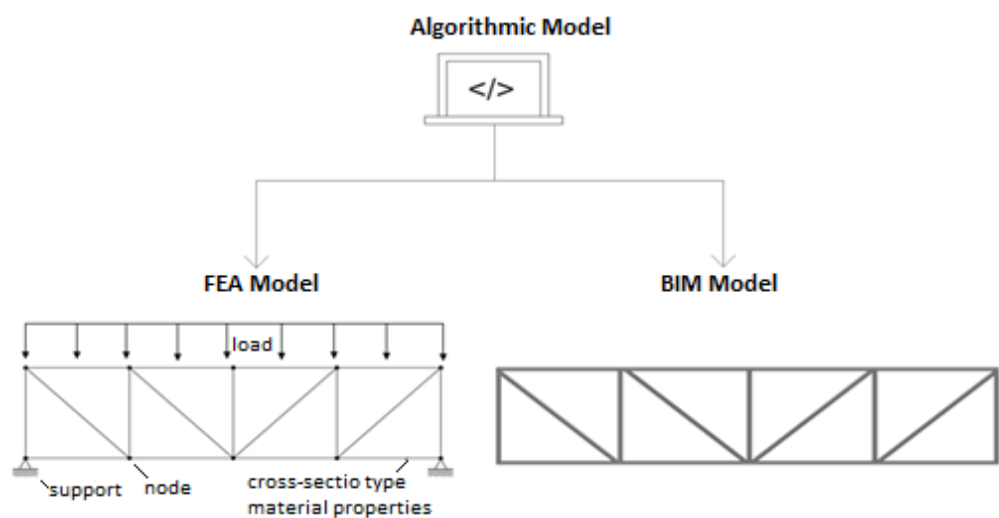 Algorithmic Model
</>
FEA Model
BIM Model
load
support
node
cross-sectio type
material properties